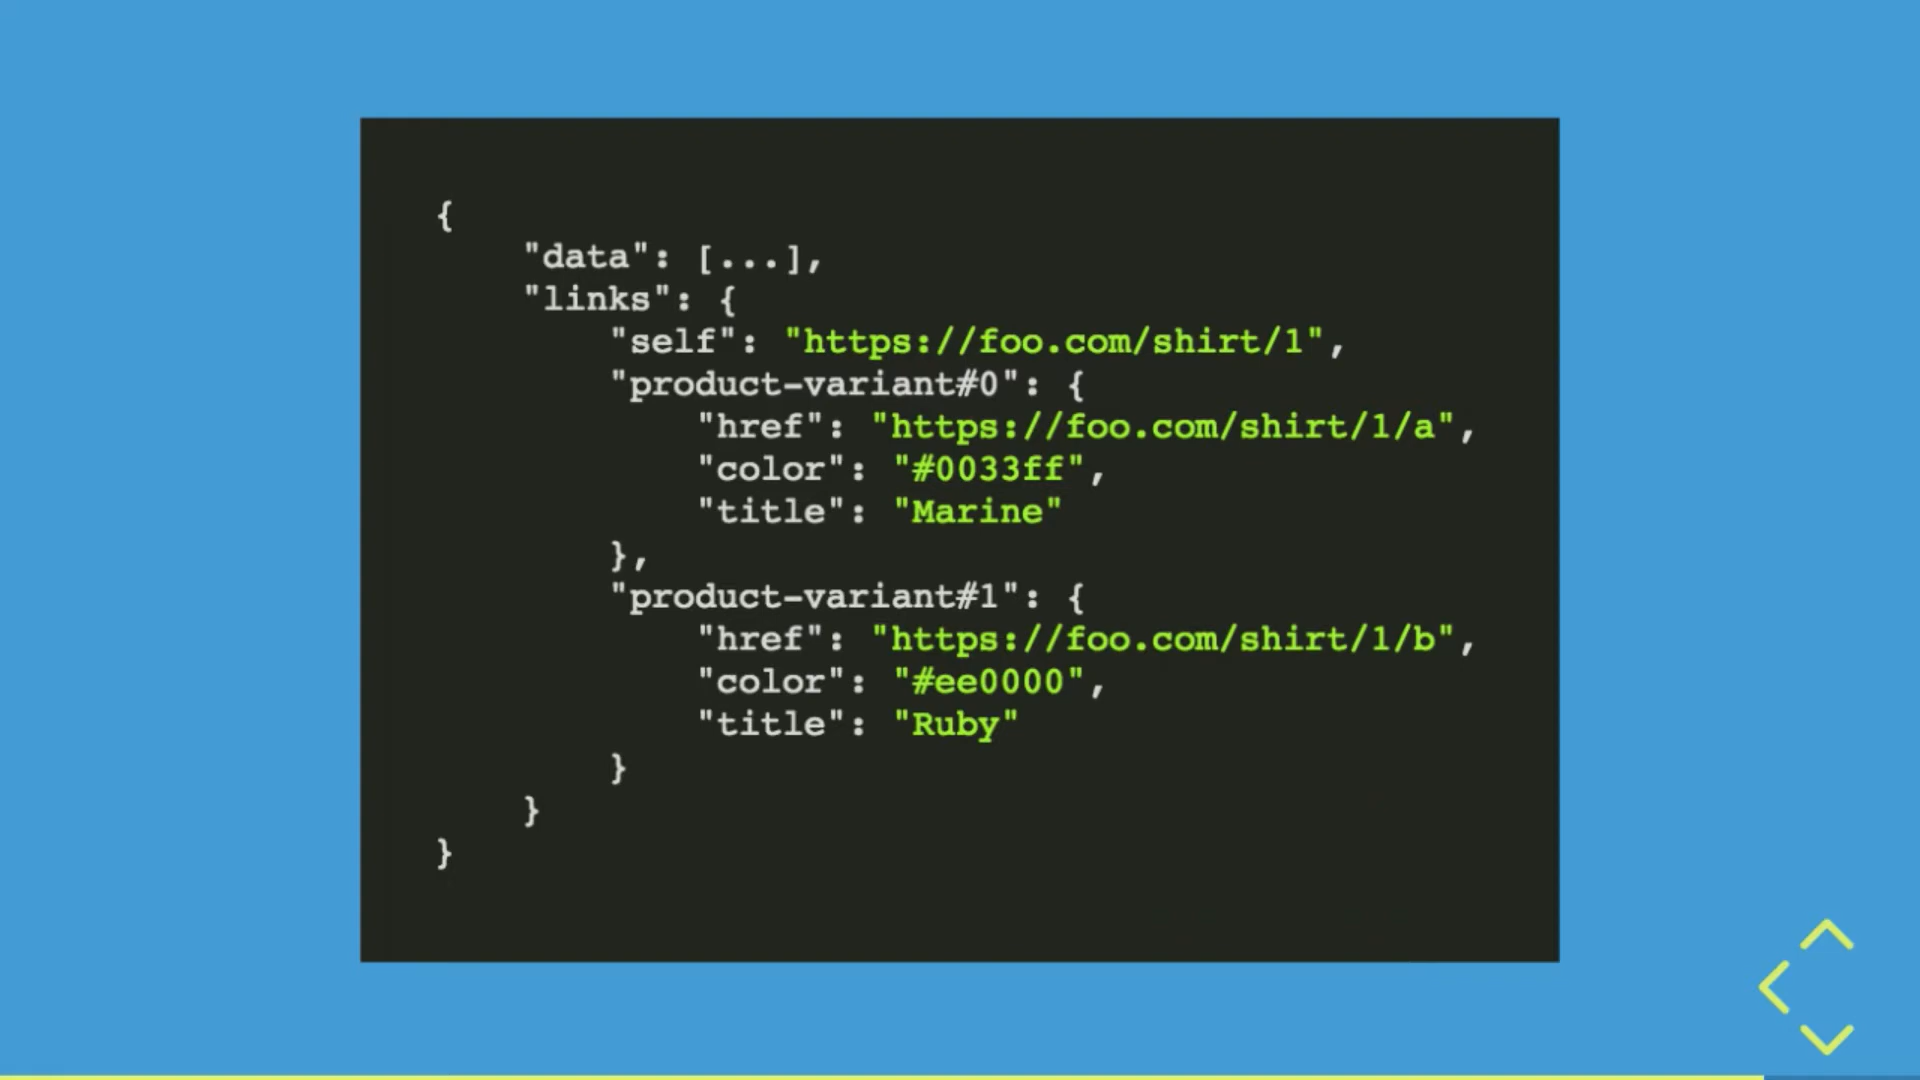 {
"data": [...],
"links": {
"self": "https://foo.com/shirt/1",
"product-variant#0": {
"href": "https://foo.com/shirt/1/a",
"color": "#0033ff",
"title": "Marine"
},
"product-variant#1": {
"href": "https://foo.com/shirt/1/b",
"color": "#ee0000",
"title": "Ruby"
}
}
}